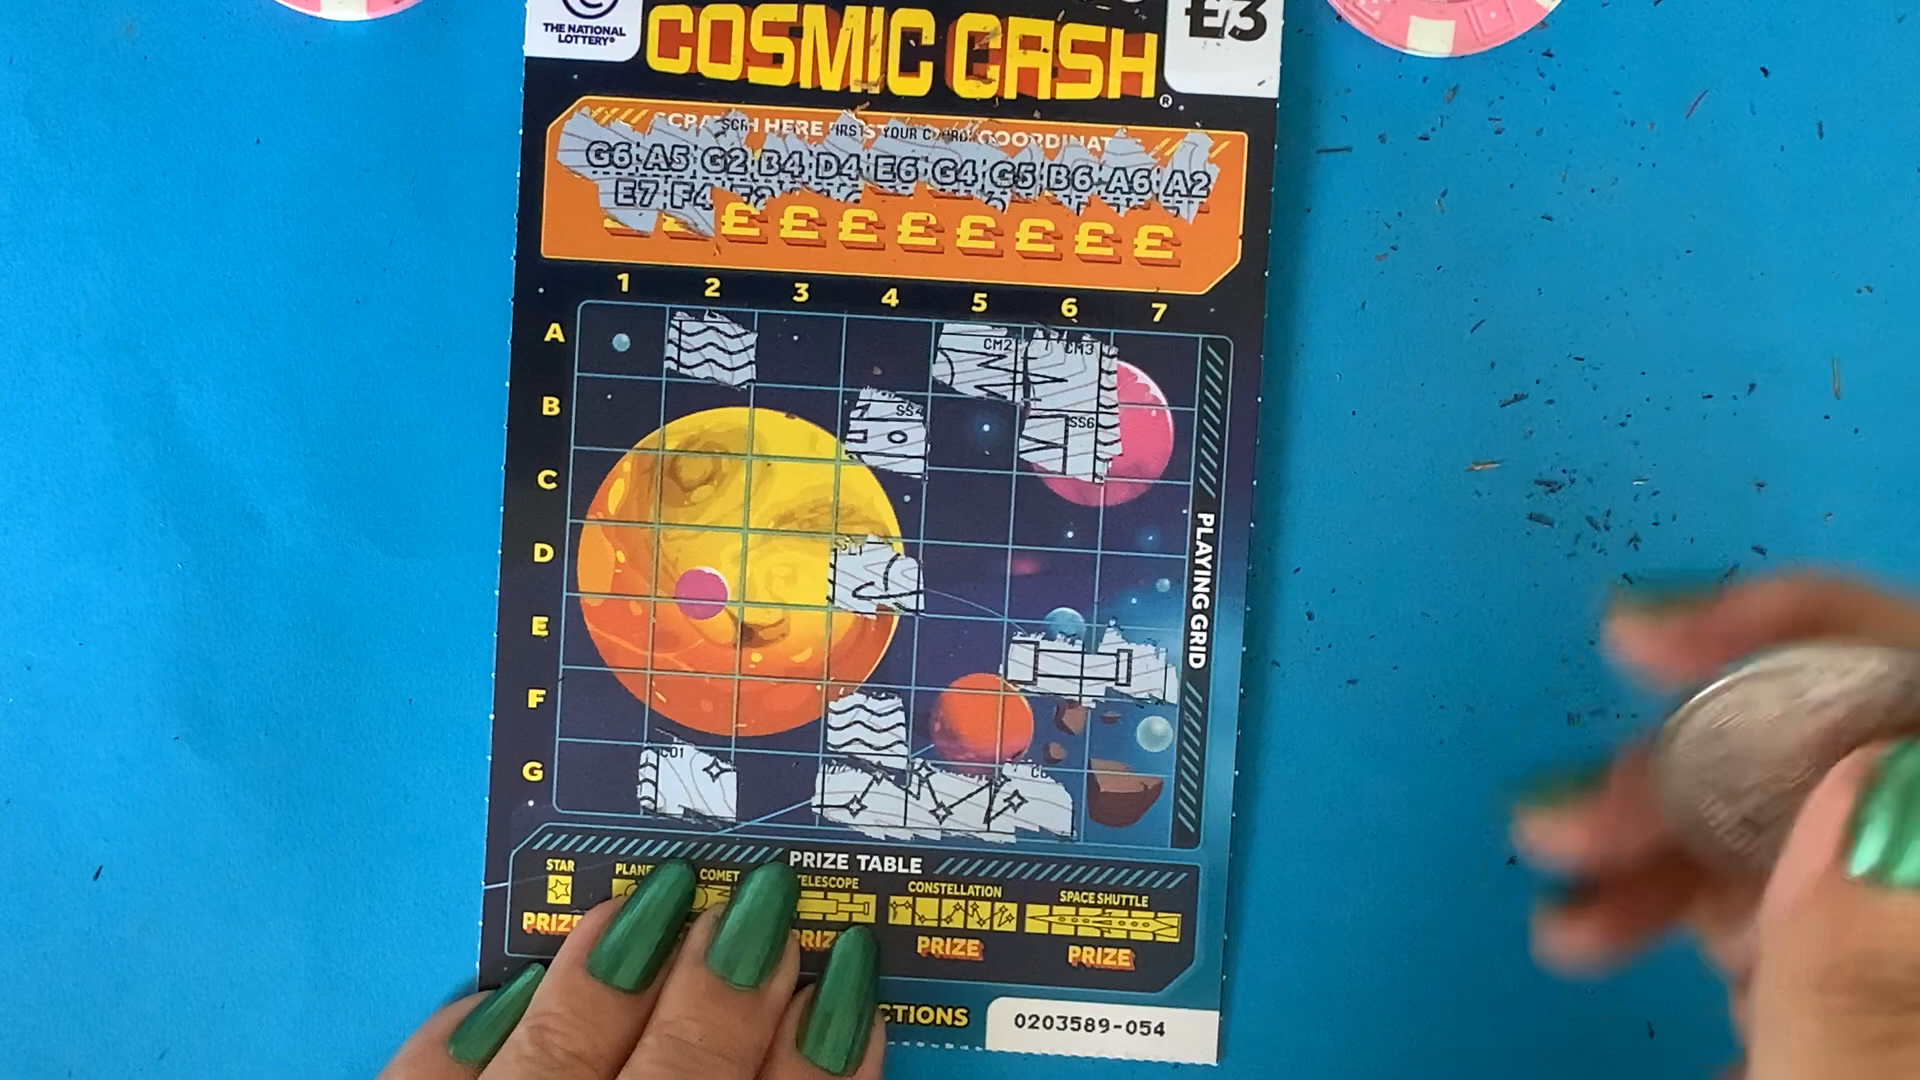 THE NATIONAL
LOTTERY®
COSMIC CASH®
£3
HERE
YOUR
G6 A5 G2 B4 D4 E6 G4 G5 B6 A6 A2
E7 F4
£ £ £ £ £ £ £ £
1 2 3 4 5 6 7
A
CM2
CM3
B
SS4
SS6
C
D
E
F
G
PLAYING GRID
PRIZE TABLE
STAR
COMET
CONSTELLATION
SPACE SHUTTLE
PRIZE
PRIZE
0203589-054